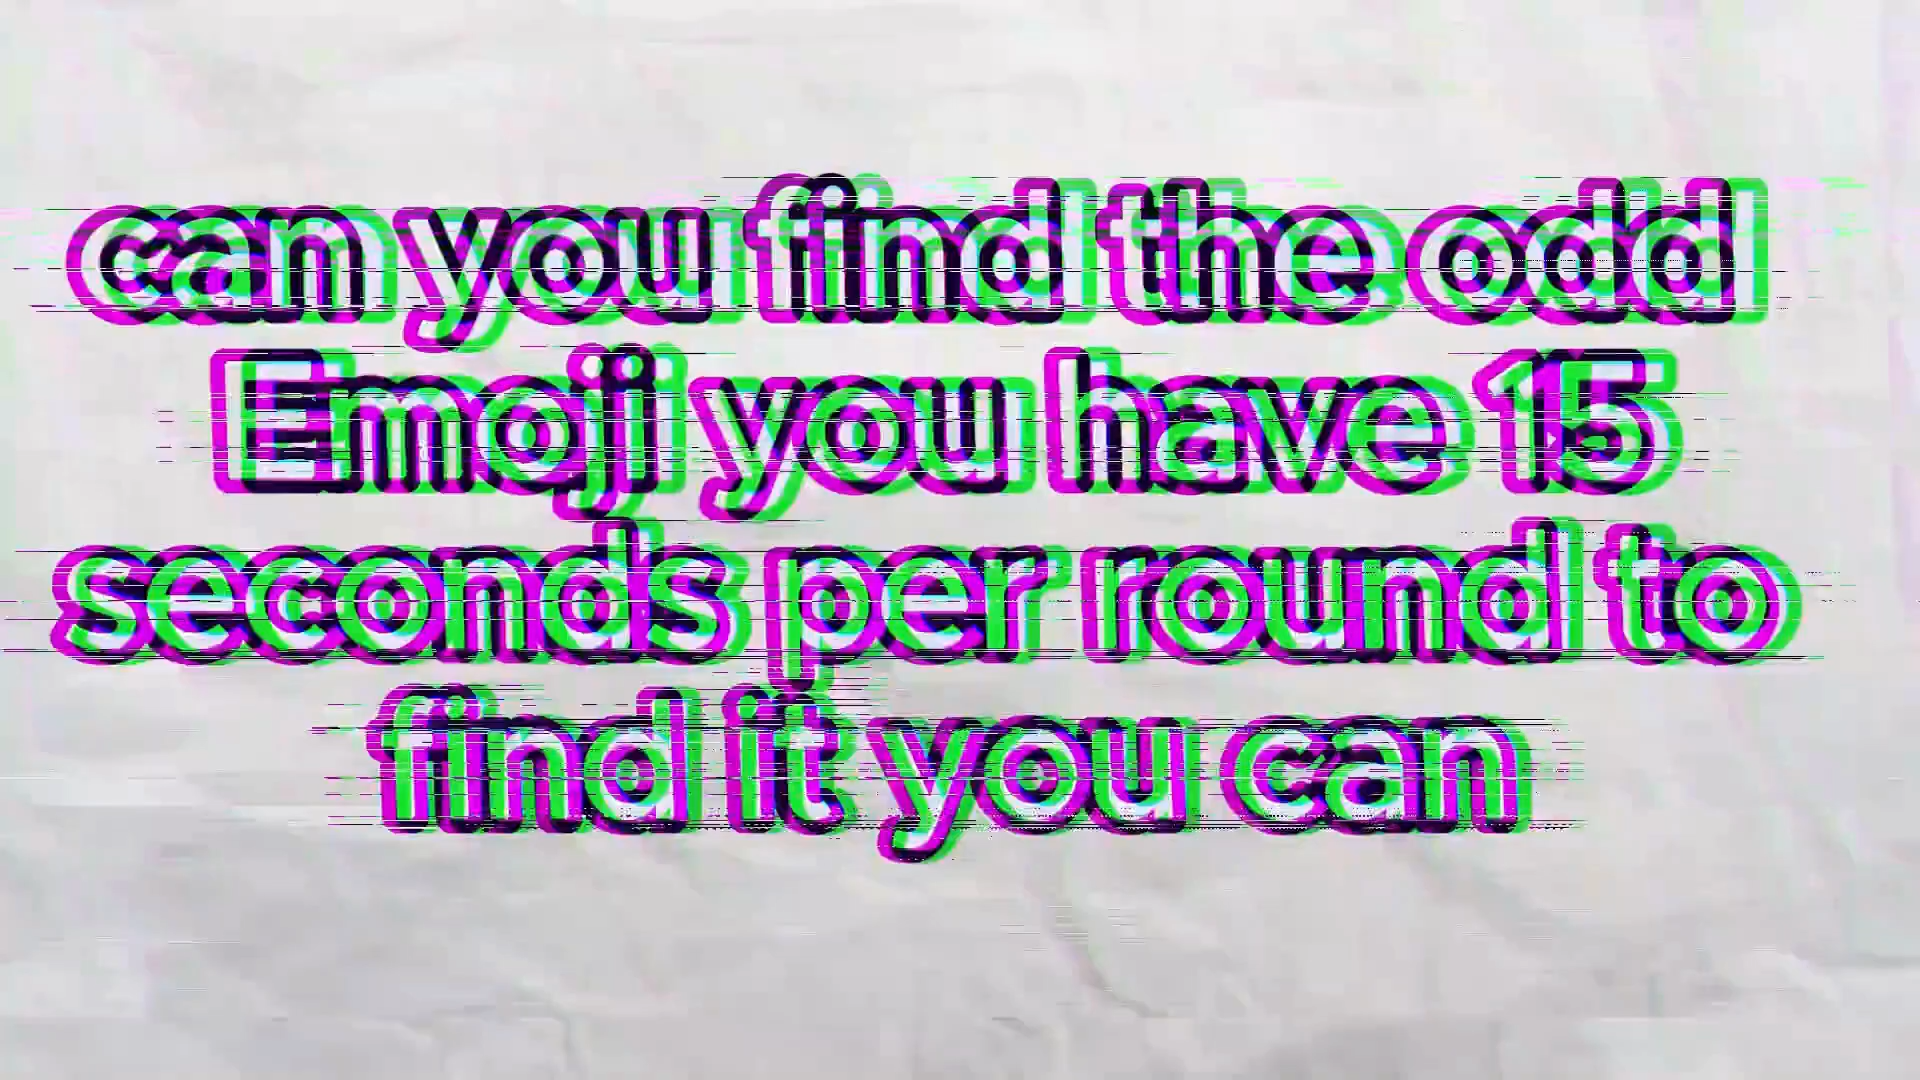 can you find the odd
Emoji you have 15
seconds per round to
find it you can